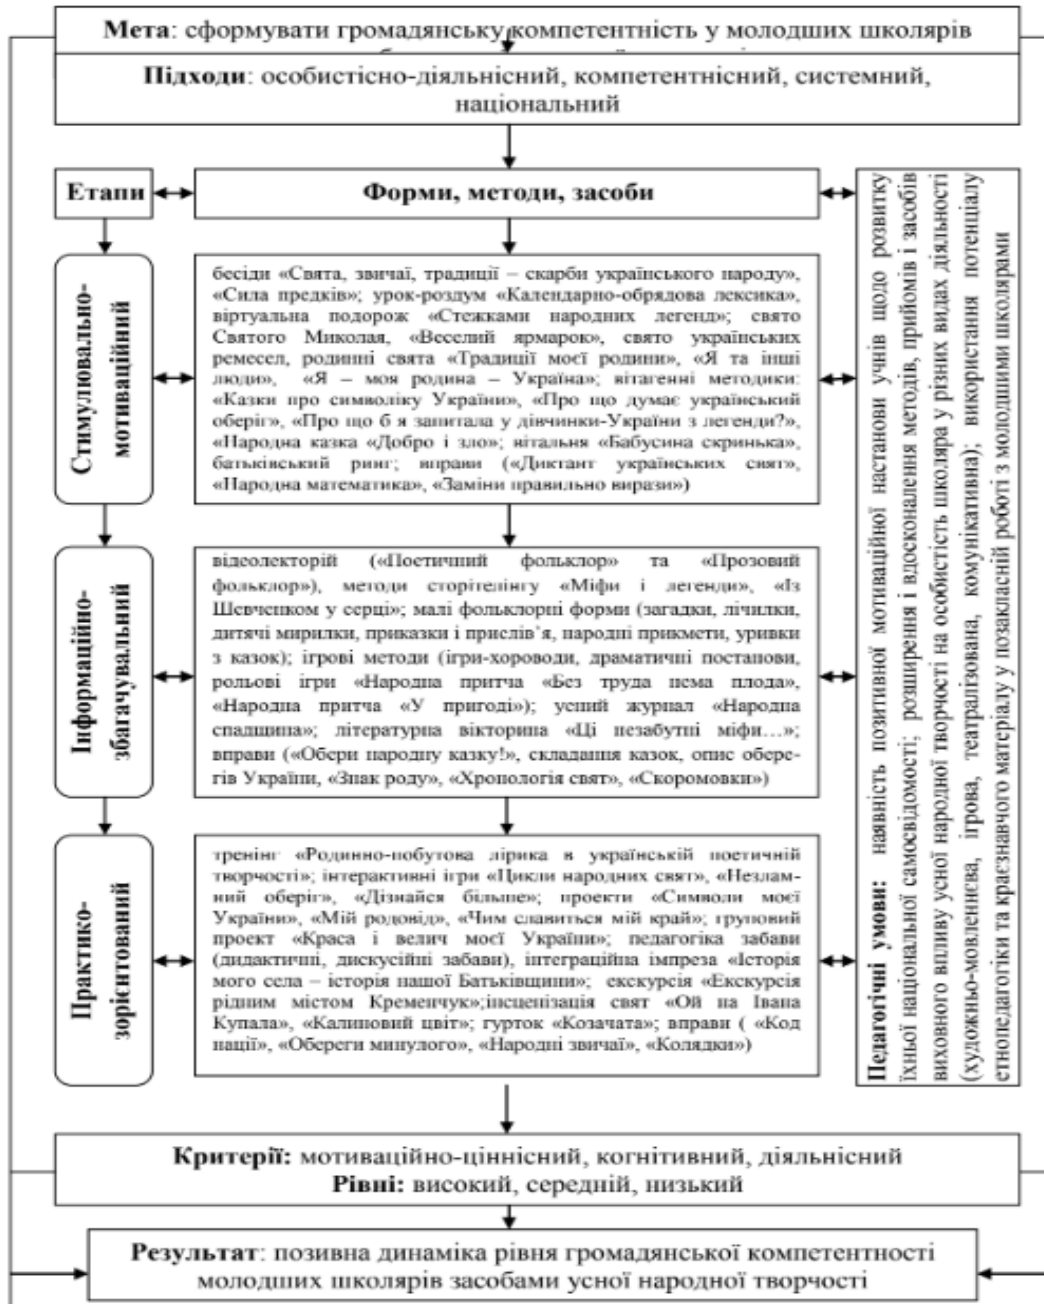 Мета: сформувати громадянську компетентність у молодших школярів
Підходи: особистісно-діяльнісний, компетентнісний, системний,
національний
Етапи
Форми, методи, засоби
Стимулювально-
мотиваційний
бесіди «Свята, звичаї, традиції – скарби українського народу»,
«Сила предків»; урок-роздум «Календарно-обрядова лексика»,
віртуальна подорож «Стежками народних легенд»; свято
Святого Миколая, «Веселий ярмарок», свято українських
ремесел, родинні свята «Традиції моєї родини», «Я та інші
люди», «Я – моя родина – Україна»; вітагенні методики:
«Казки про символіку України», «Про що думає український
оберіг», «Про що б я запитала у дівчинки-України з легенди?»,
«Народна казка «Добро і зло»; вітальня «Бабусина скринька»,
батьківський ринг; вправи («Диктант українських свят»,
«Народна математика», «Заміни правильно вирази»)
Інформаційно-
збагачувальний
відеолекторій («Поетичний фольклор» та «Прозовий
фольклор»), методи сторітелінгу «Міфи і легенди», «Із
Шевченком у серці»; малі фольклорні форми (загадки, лічилки,
дитячі мирилки, приказки і прислів`я, народні прикмети, уривки
з казок); ігрові методи (ігри-хороводи, драматичні постанови,
рольові ігри «Народна притча «Без труда нема плода»,
«Народна притча «У пригоді»); усний журнал «Народна
спадщина»; літературна вікторина «Ці незабутні міфи…»;
вправи («Обери народну казку!», складання казок, опис обере-
гів України, «Знак роду», «Хронологія свят», «Скоромовки»)
Практико-
зорієнтований
тренінг «Родинно-побутова лірика в українській поетичній
творчості»; інтерактивні ігри «Цикли народних свят», «Незлам-
ний оберіг», «Дізнайся більше»; проекти «Символи моєї
України», «Мій родовід», «Чим славиться мій край»; груповий
проект «Краса і велич моєї України»; педагогіка забави
(дидактичні, дискусійні забави), інтеграційна імпреза «Історія
мого села – історія нашої Батьківщини»; екскурсія «Екскурсія
рідним містом Кременчук»;інсценізація свят «Ой на Івана
Купала», «Калиновий цвіт»; гурток «Козачата»; вправи ( «Код
нації», «Обереги минулого», «Народні звичаї», «Колядки»)
Педагогічні умови: наявність позитивної мотиваційної настанови учнів щодо розвитку
їхньої національної самосвідомості; розширення і вдосконалення методів, прийомів і засобів
виховного впливу усної народної творчості на особистість школяра у різних видах діяльності
(художньо-мовленнєва, ігрова, театралізована, комунікативна); використання потенціалу
етнопедагогіки та краєзнавчого матеріалу у позакласній роботі з молодшими школярами
Критерії: мотиваційно-ціннісний, когнітивний, діяльнісний
Рівні: високий, середній, низький
Результат: позивна динаміка рівня громадянської компетентності
молодших школярів засобами усної народної творчості